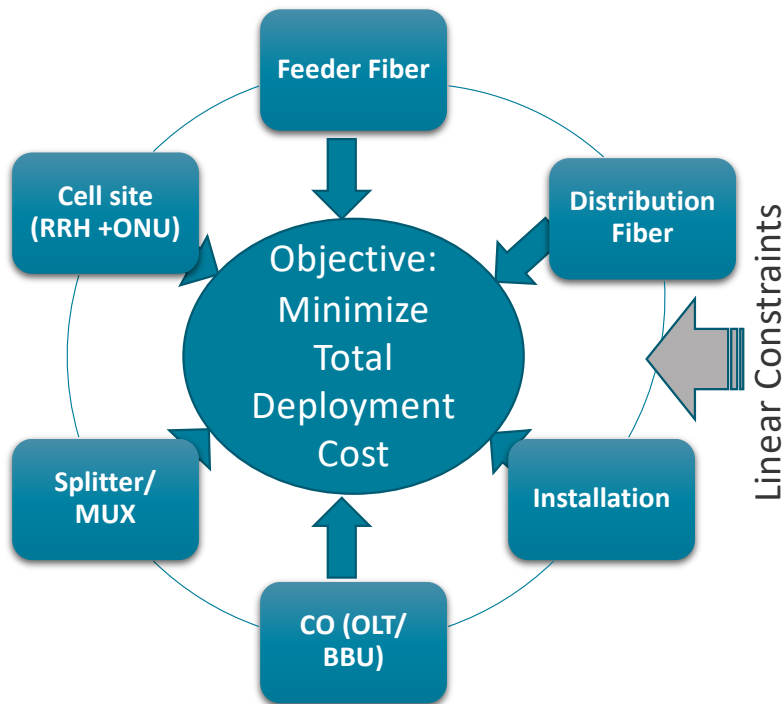 Feeder Fiber
Cell site
(RRH +ONU)
Distribution
Fiber
Objective:
Minimize
Total
Deployment
Cost
Linear Constraints
Splitter/
MUX
Installation
CO (OLT/
BBU)